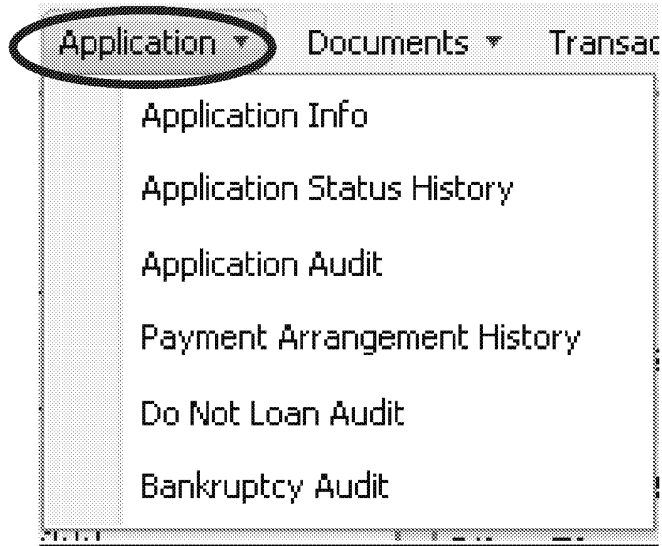 Application Documents
Application Info
Application Status History
Application Audit
Payment Arrangement History
Do Not Loan Audit
Bankruptcy Audit